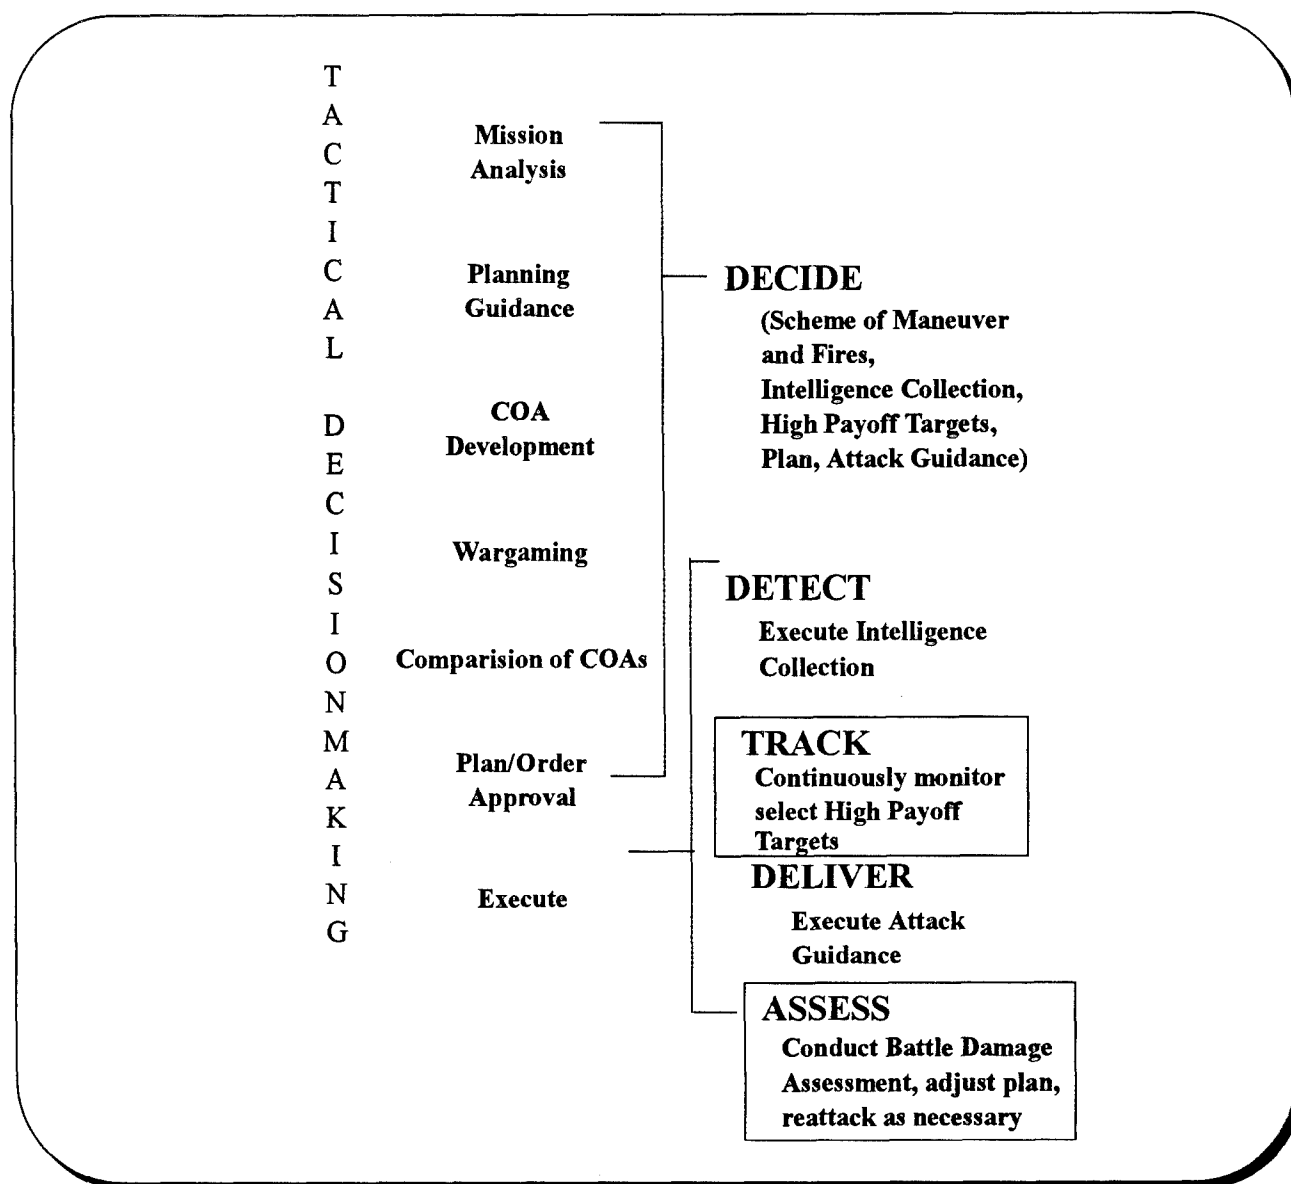 TACTICAL DECISIONMAKING
Mission
Analysis
Planning
Guidance
COA
Development
Wargaming
Comparision of COAs
Plan/Order
Approval
Execute
DECIDE
(Scheme of Maneuver
and Fires,
Intelligence Collection,
High Payoff Targets,
Plan, Attack Guidance)
DETECT
Execute Intelligence
Collection
TRACK
Continuously monitor
select High Payoff
Targets
DELIVER
Execute Attack
Guidance
ASSESS
Conduct Battle Damage
Assessment, adjust plan,
reattack as necessary